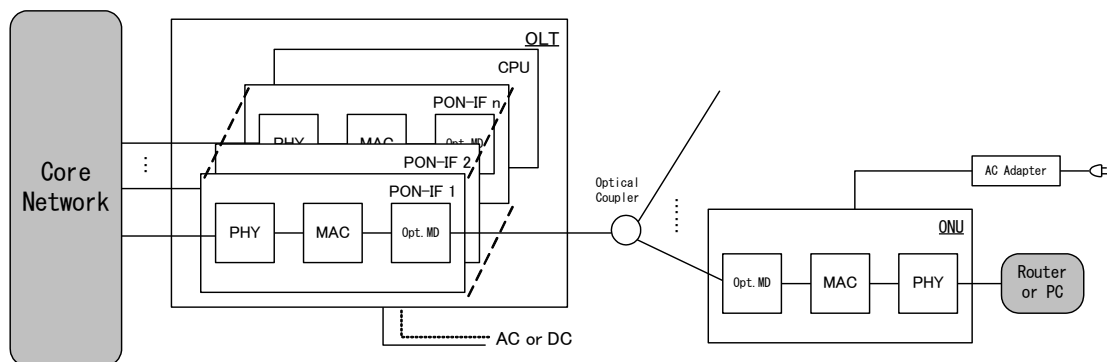 OLT
CPU
PON-IF n
PHY
MAC
Opt.MD
PON-IF 2
PON-IF 1
PHY
MAC
Opt.MD
Core
Network
Optical
Coupler
AC Adapter
ONU
Opt.MD
MAC
PHY
Router
or PC
AC or DC